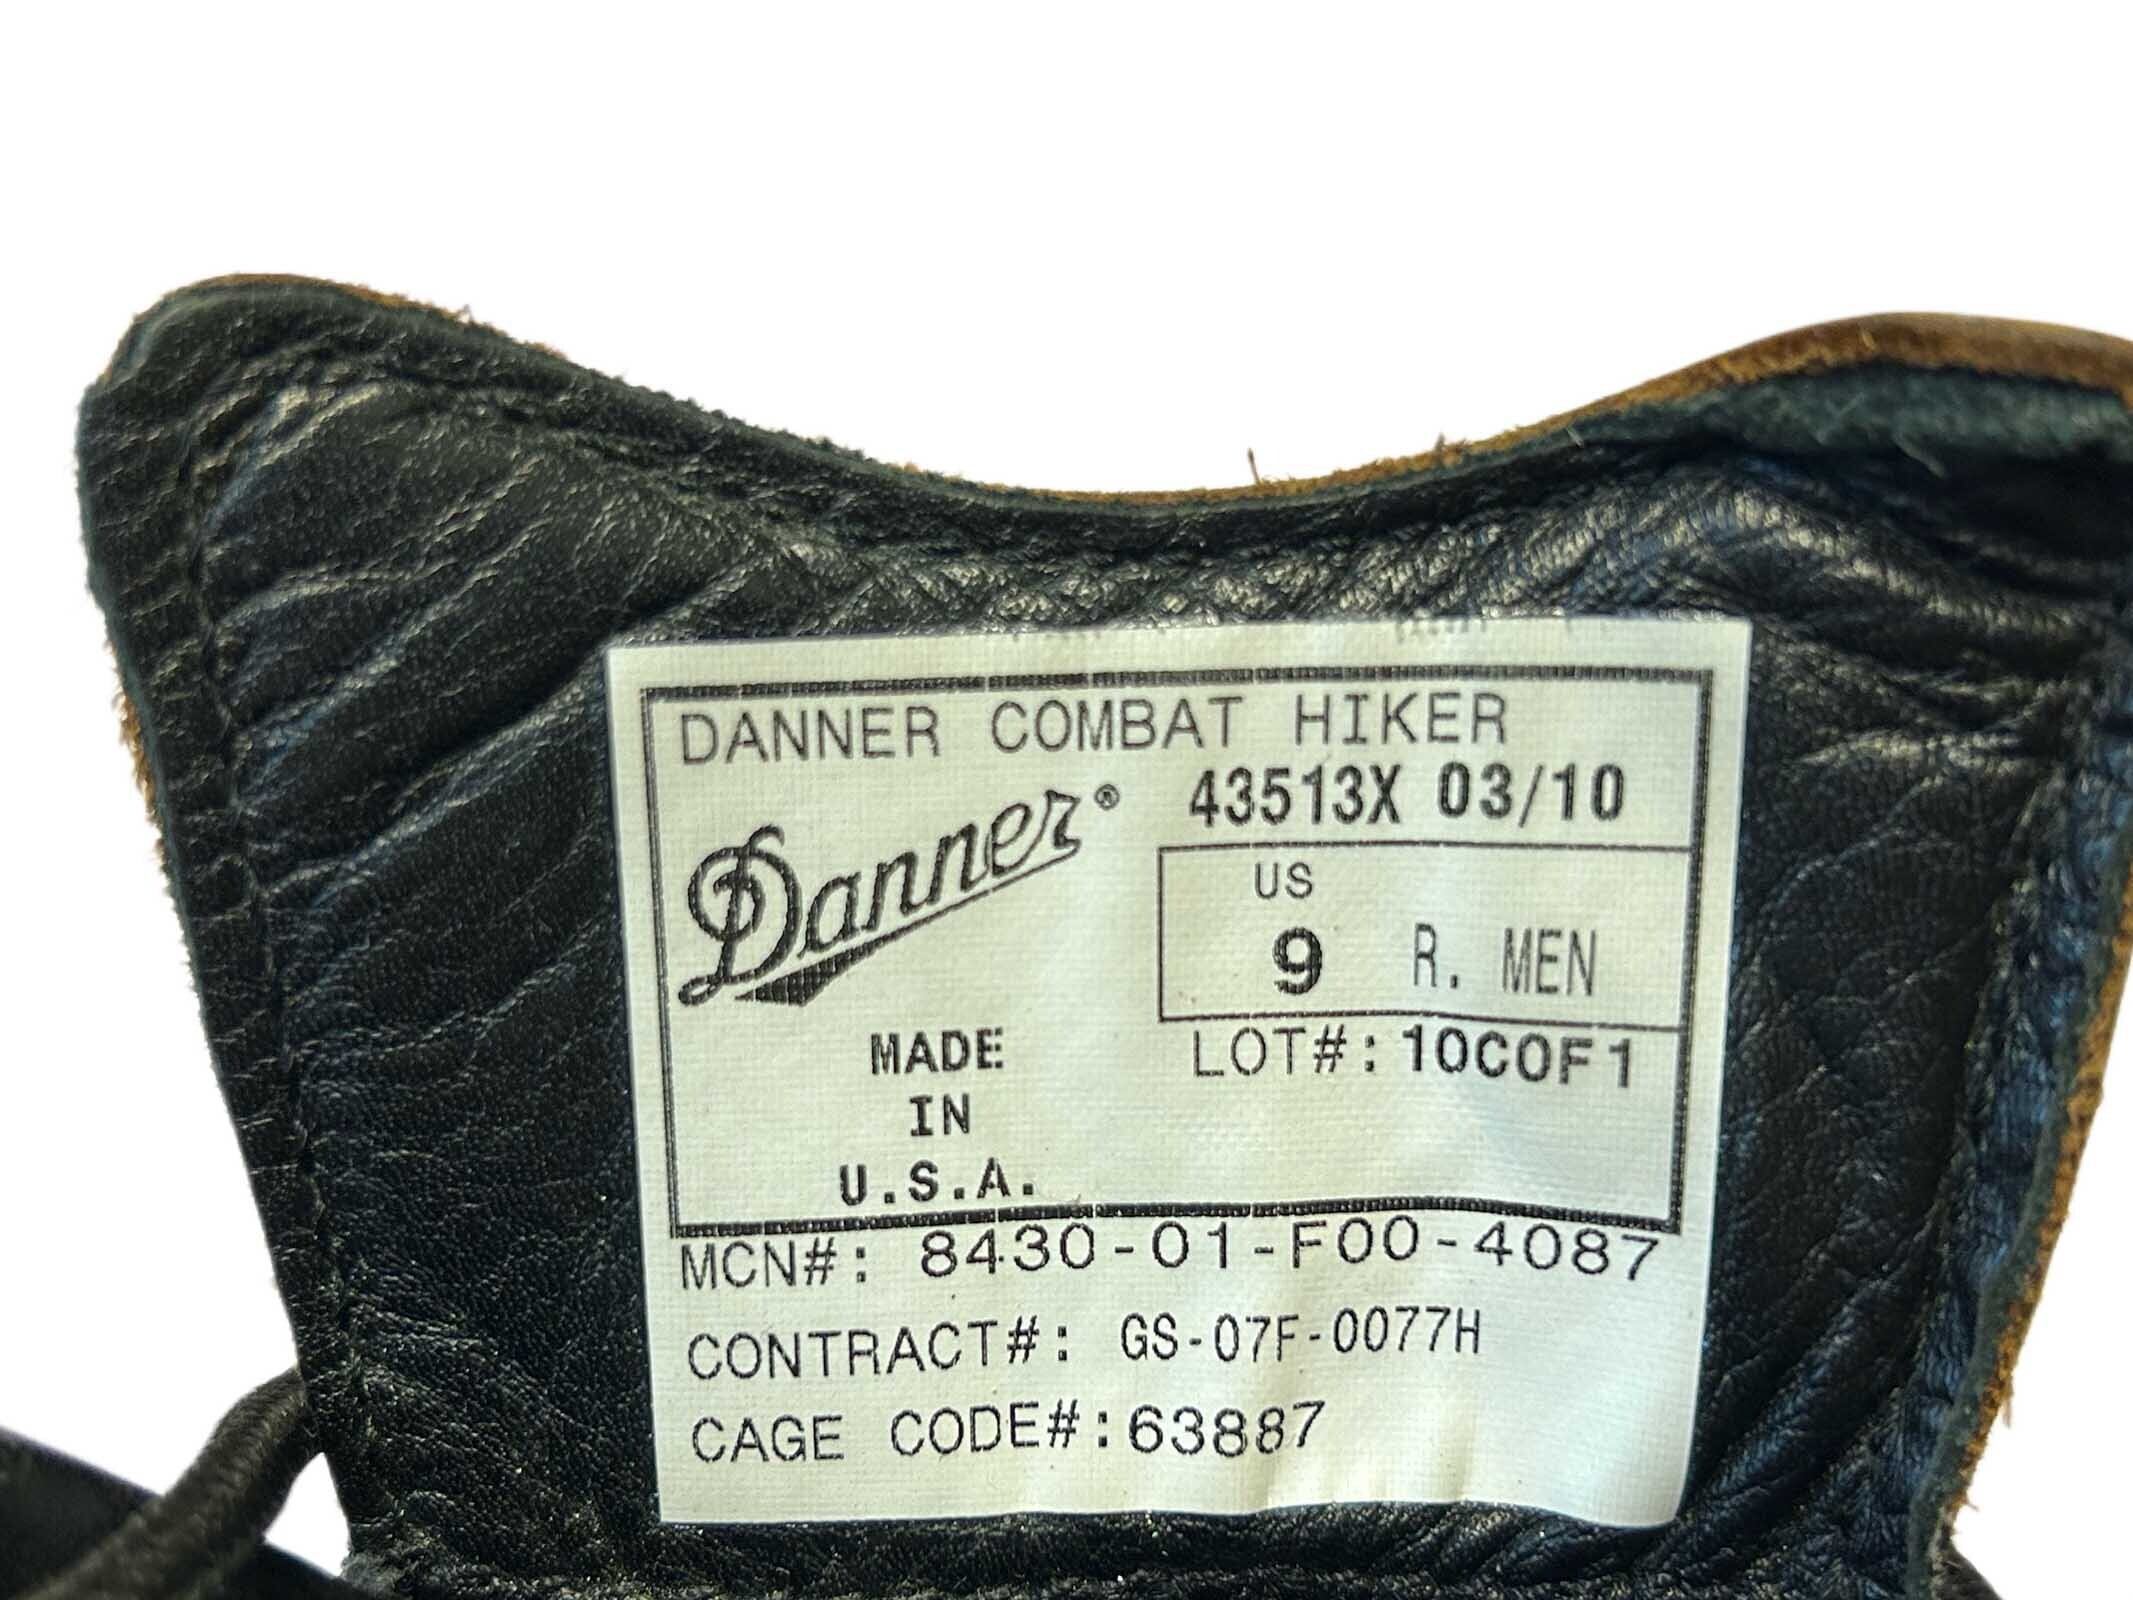 DANNER COMBAT HIKER
Danner® 43513X 03/10
US
9 R. MEN
MADE LOT#: 10C0F1
IN
U.S.A.
MCN#: 8430-01-F00-4087
CONTRACT#: GS-07F-0077H
CAGE CODE#:63887